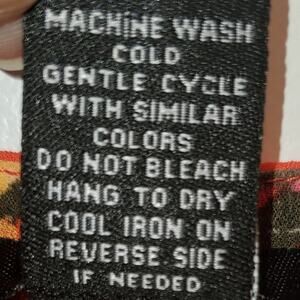 MACHINE WASH
COLD
GENTLE CYCLE
WITH SIMILAR
COLORS
DO NOT BLEACH
HANG TO DRY
COOL IRON ON
REVERSE SIDE
IF NEEDED